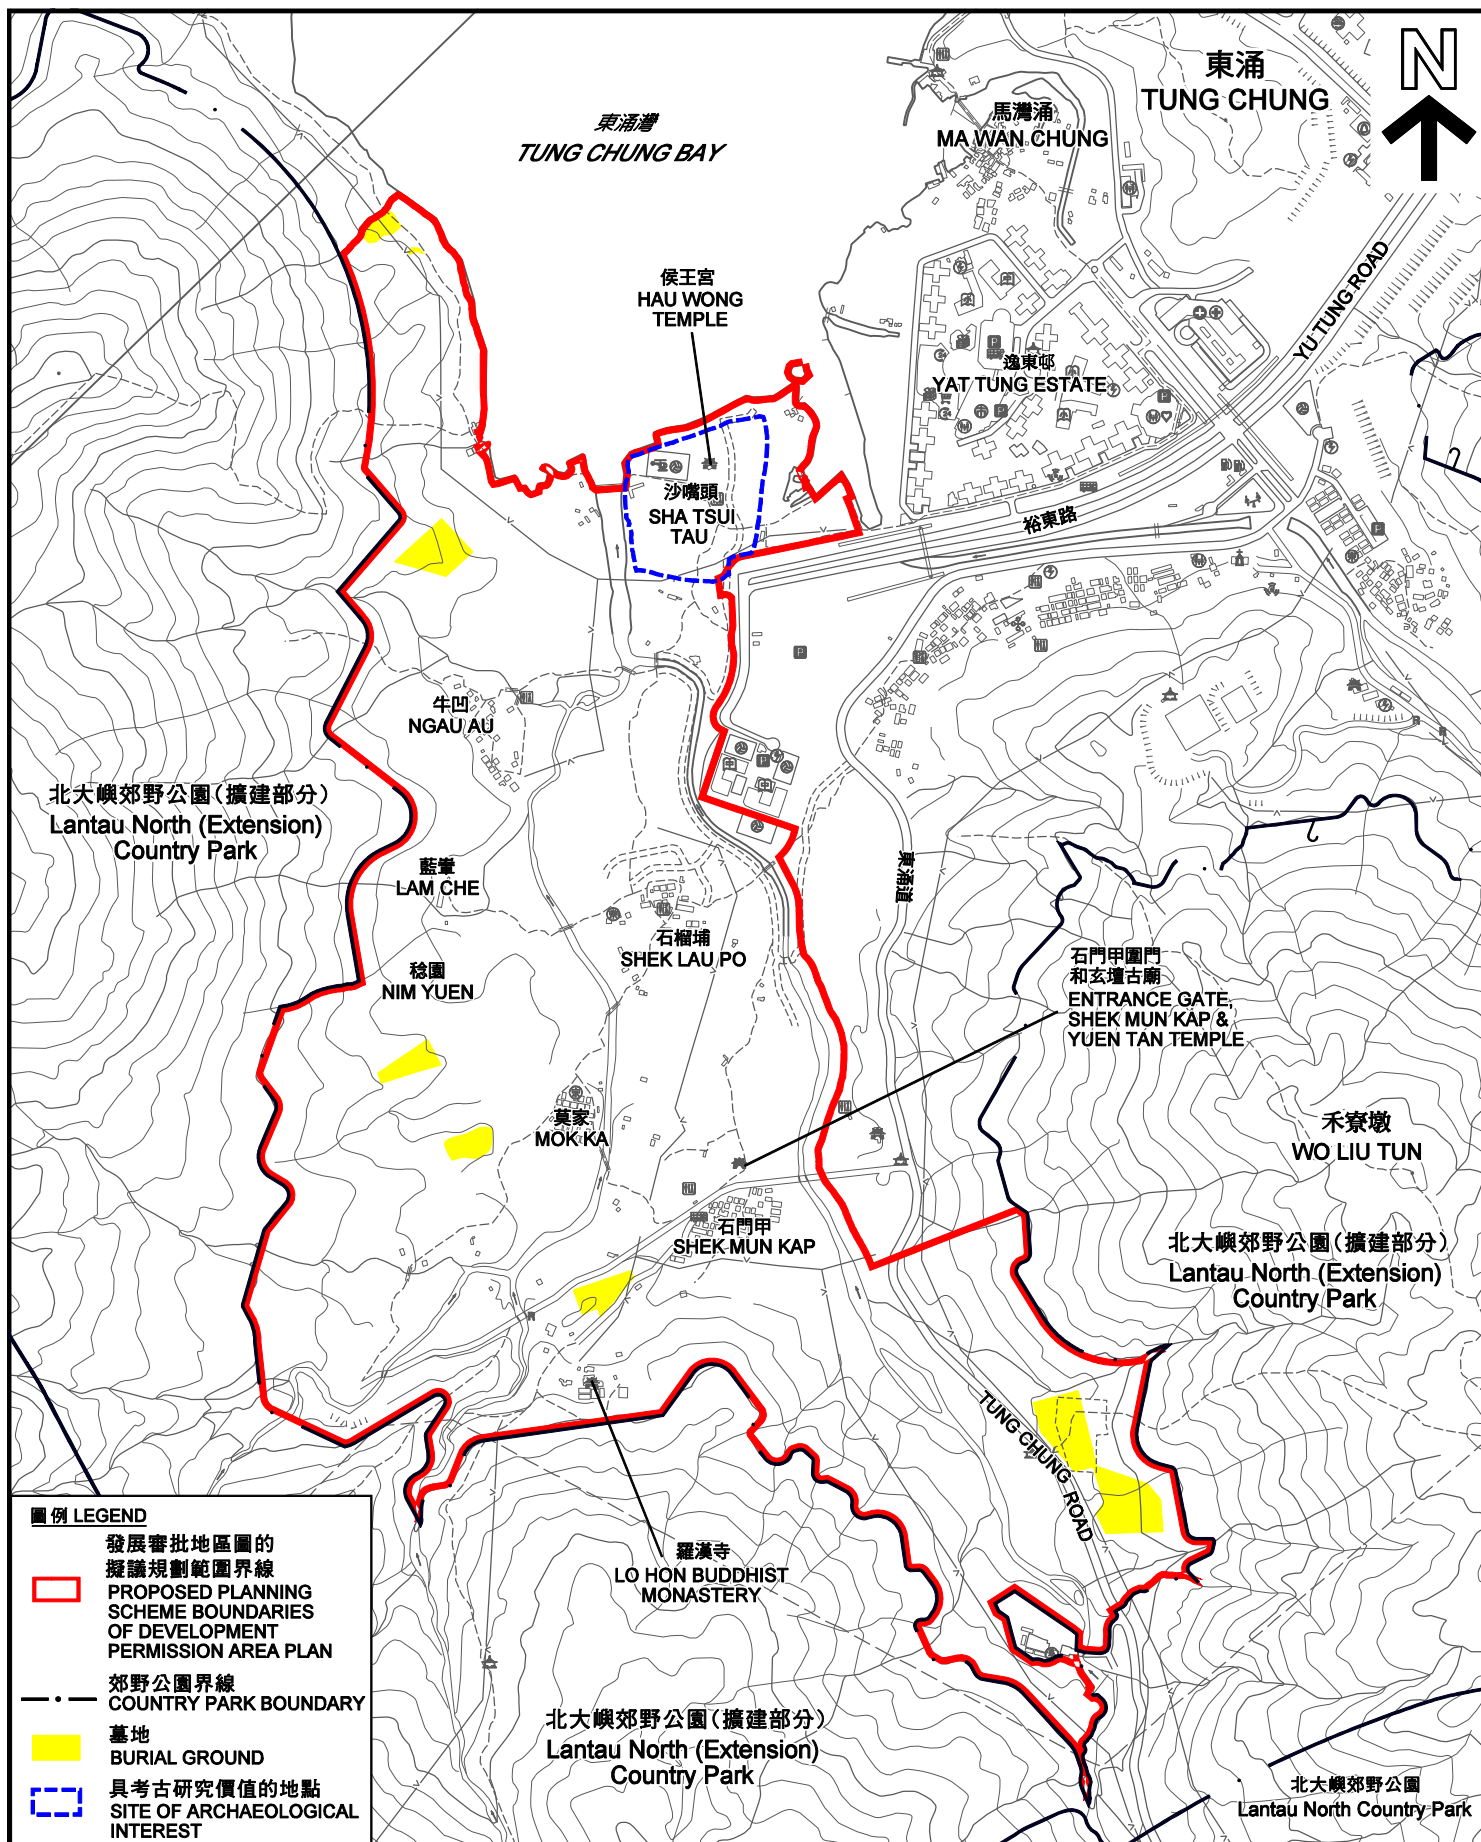 東涌
TUNG CHUNG
N
東涌灣
TUNG CHUNG BAY
馬灣涌
MA WAN CHUNG
侯王宮
HAU WONG
TEMPLE
YU TUNG ROAD
逸東邨
YAT TUNG ESTATE
沙嘴頭
SHA TSUI
TAU
裕東路
牛凹
NGAU AU
北大嶼郊野公園(擴建部分)
Lantau North (Extension)
Country Park
藍輋
LAM CHE
東涌道
石榴埔
SHEK LAU PO
稔園
NIM YUEN
石門甲圍門
和玄壇古廟
ENTRANCE GATE,
SHEK MUN KAP &
YUEN TAN TEMPLE
莫家
MOK KA
禾寮墩
WO LIU TUN
石門甲
SHEK MUN KAP
北大嶼郊野公園(擴建部分)
Lantau North (Extension)
Country Park
TUNG CHUNG ROAD
羅漢寺
LO HON BUDDHIST
MONASTERY
北大嶼郊野公園(擴建部分)
Lantau North (Extension)
Country Park
北大嶼郊野公園
Lantau North Country Park
圖例 LEGEND
發展審批地區圖的
擬議規劃範圍界線
PROPOSED PLANNING
SCHEME BOUNDARIES
OF DEVELOPMENT
PERMISSION AREA PLAN
郊野公園界線
COUNTRY PARK BOUNDARY
墓地
BURIAL GROUND
具考古研究價值的地點
SITE OF ARCHAEOLOGICAL
INTEREST